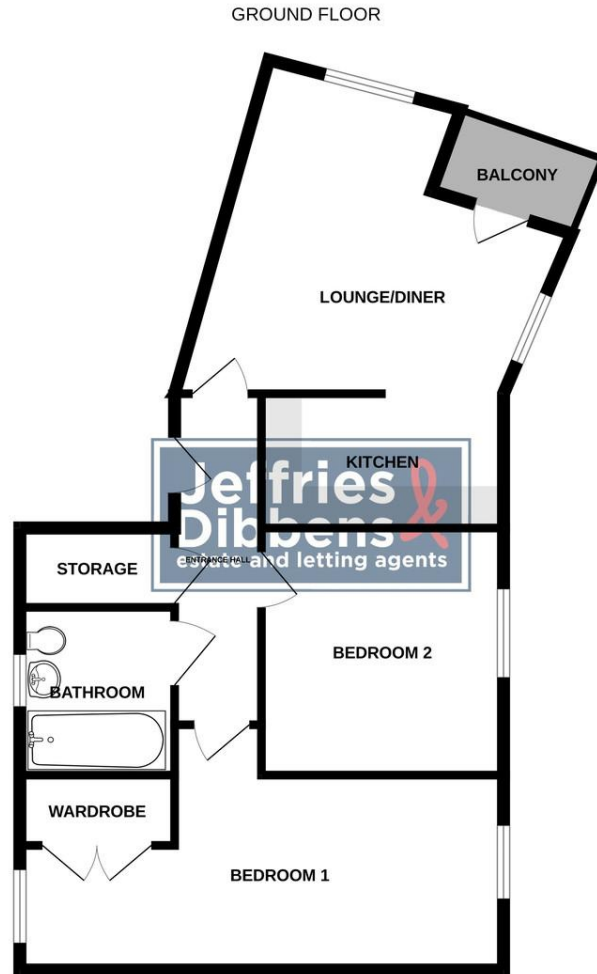 GROUND FLOOR
BALCONY
LOUNGE/DINER
KITCHEN
Jeffries &
Dibbens
estate and letting agents
ENTRANCE HALL
STORAGE
BEDROOM 2
BATHROOM
WARDROBE
BEDROOM 1